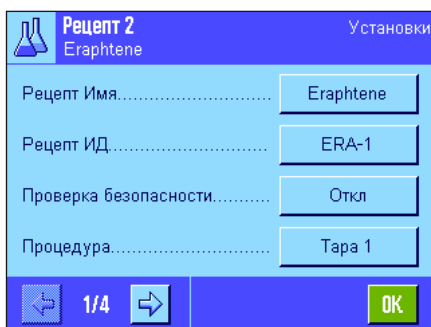 Рецепт 2 Установки
Eraphtene
Рецепт Имя........................... Eraphtene
Рецепт ИД............................ ERA-1
Проверка безопасности.......... Откл
Процедура............................ Тара 1
1/4 OK